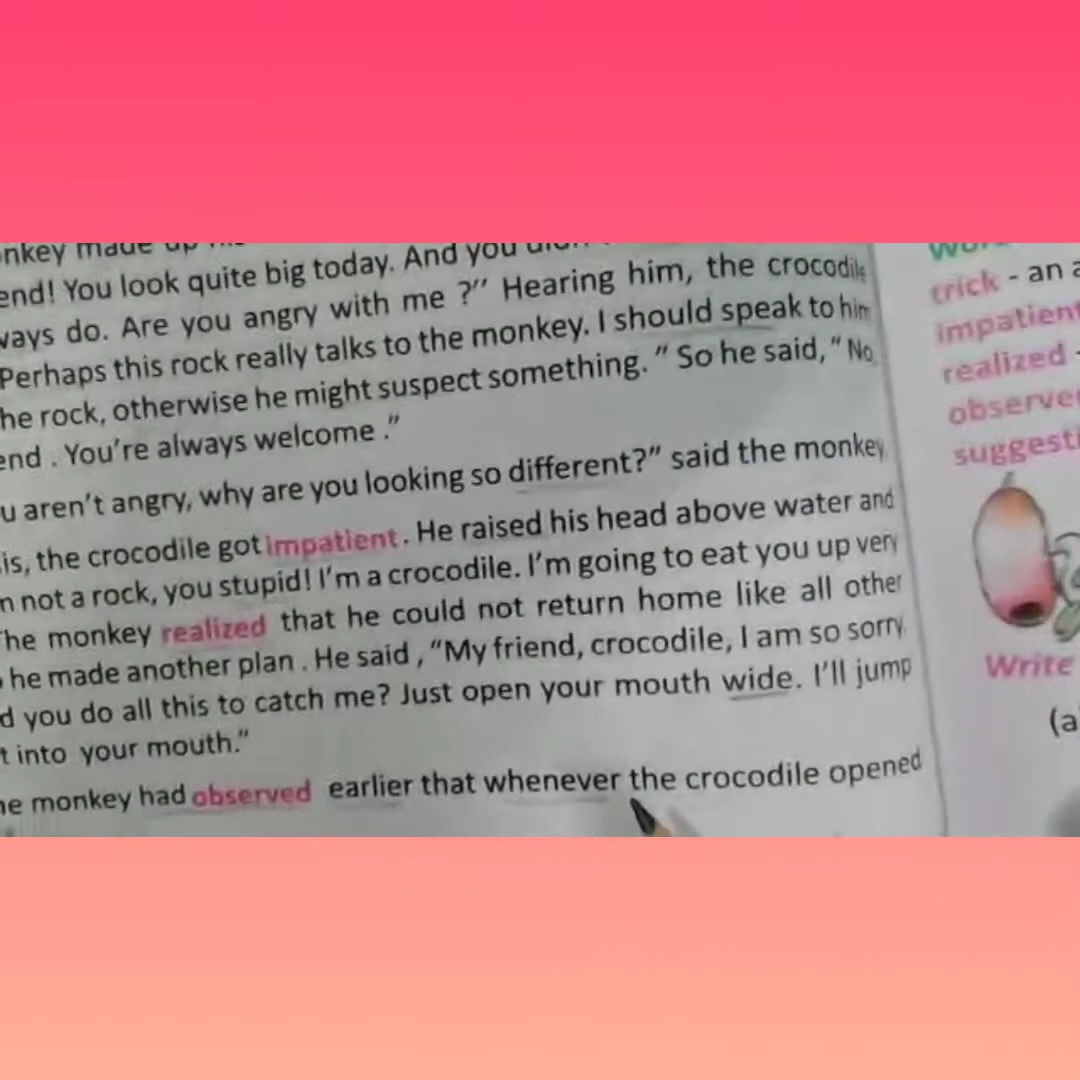 end! You look quite big today. And you
ways do. Are you angry with me ?" Hearing him, the crocodile
Perhaps this rock really talks to the monkey. I should speak to him
he rock, otherwise he might suspect something. " So he said, " No
end . You're always welcome ."
u aren't angry, why are you looking so different?" said the monkey
is, the crocodile got impatient. He raised his head above water and
n not a rock, you stupid! I'm a crocodile. I'm going to eat you up very
The monkey realized that he could not return home like all other
he made another plan . He said , "My friend, crocodile, I am so sorry
d you do all this to catch me? Just open your mouth wide. I'll jump
t into your mouth."
he monkey had observed earlier that whenever the crocodile opened
trick - an a
impatient
realized -
observe
suggesti
Write
(a